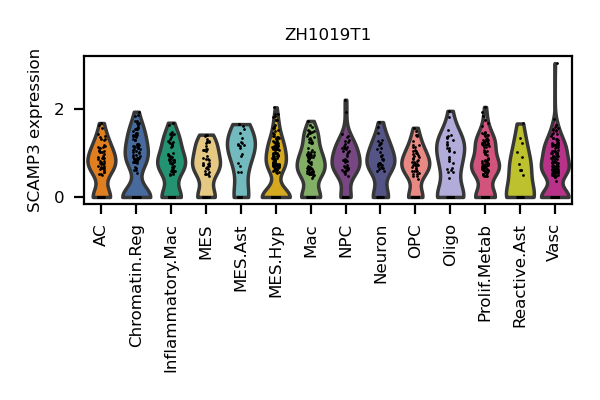 ZH1019T1
SCAMP3 expression
2
0
AC
Chromatin.Reg
Inflammatory.Mac
MES
MES.Ast
MES.Hyp
Mac
NPC
Neuron
OPC
Oligo
Prolif.Metab
Reactive.Ast
Vasc